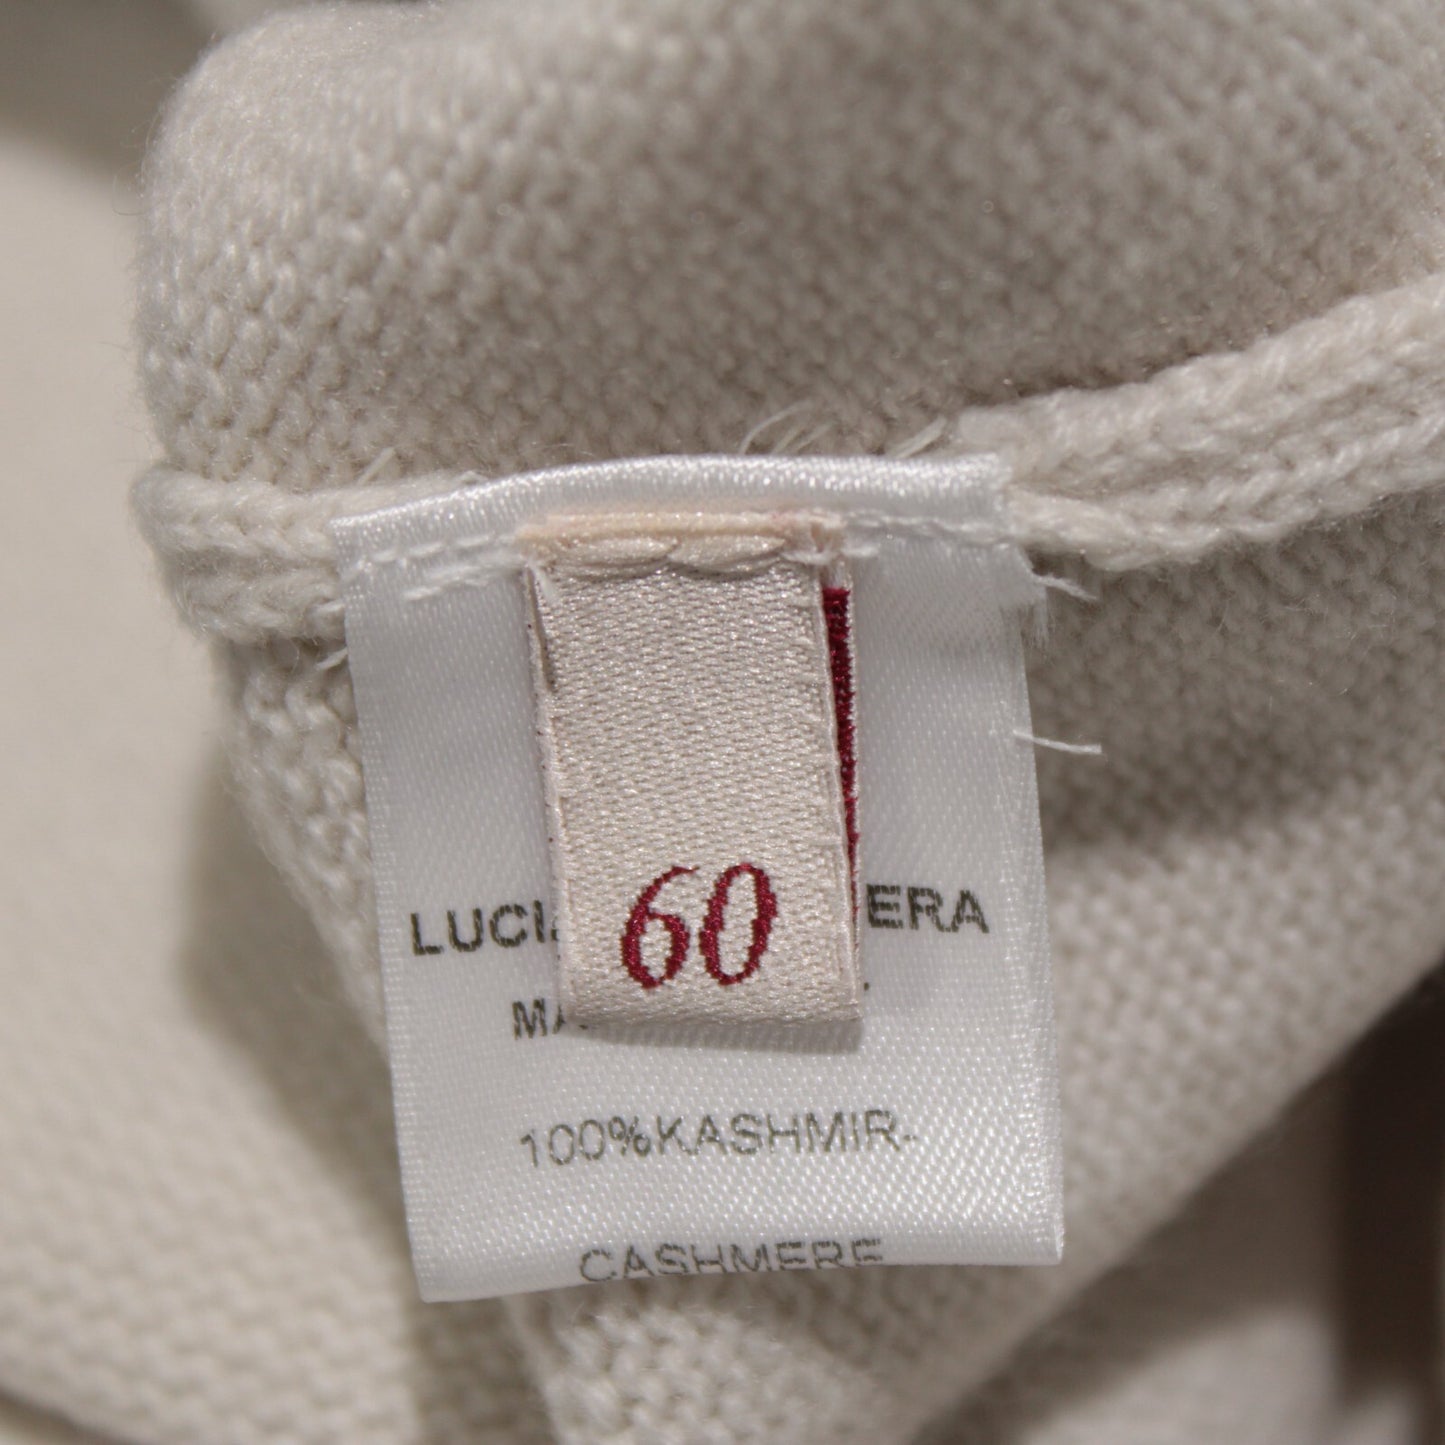 60
LUCI ERA
MA
100%KASHMIR-
CASHMERE